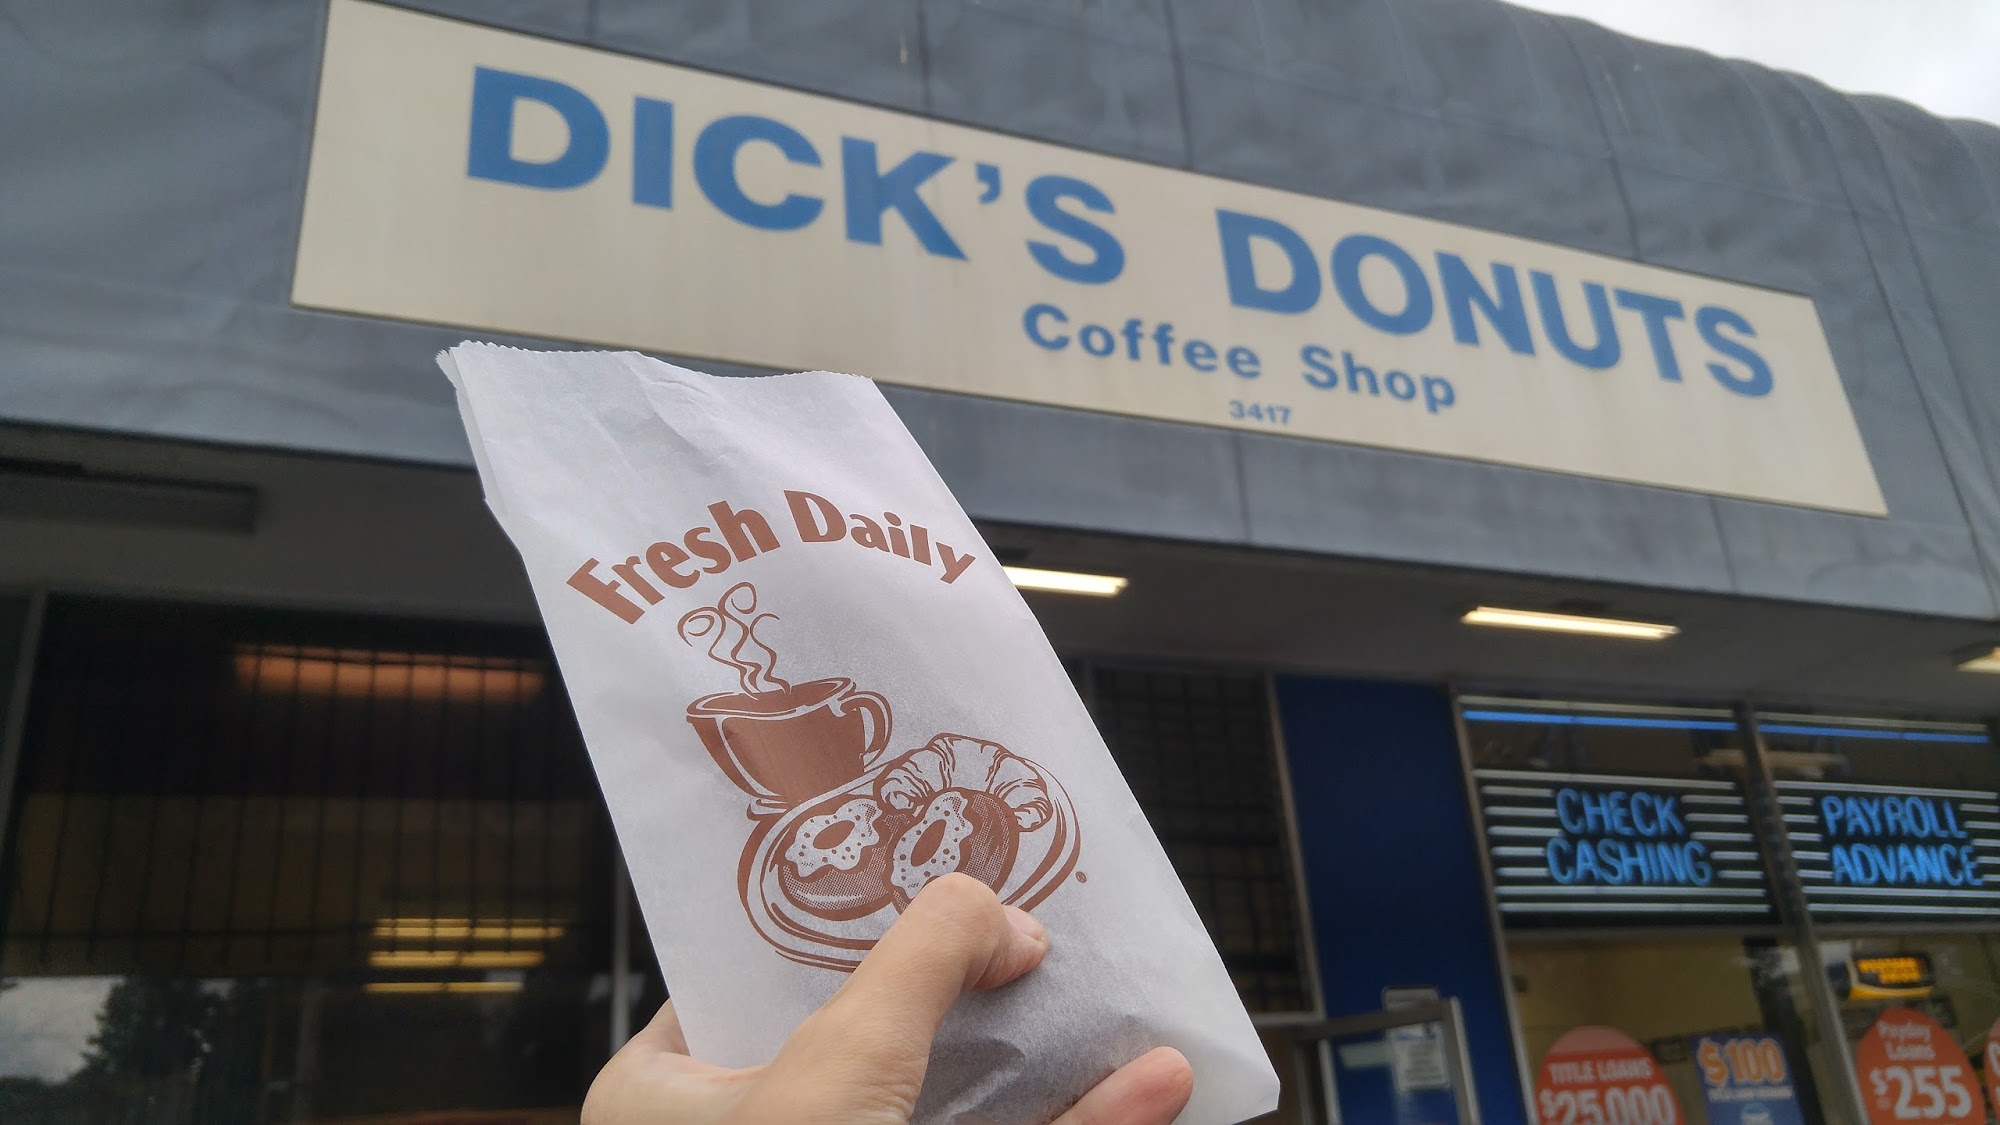 DICK'S DONUTS
Coffee Shop
3417
Fresh Daily
®
CHECK
CASHING
PAYROLL
ADVANCE
TITLE LOANS
$25,000
$100
Payday
Loans
$255